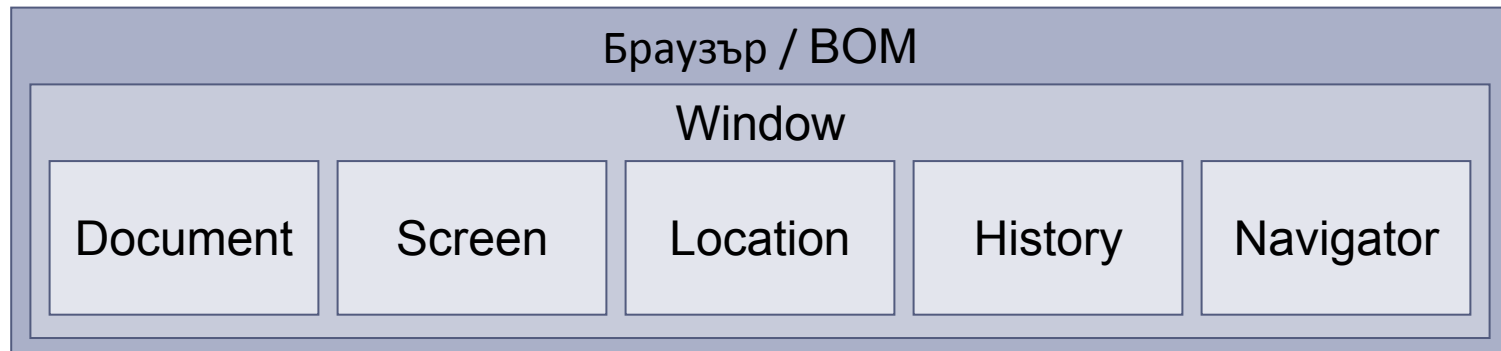 Браузър / BOM
Window
Document Screen Location History Navigator